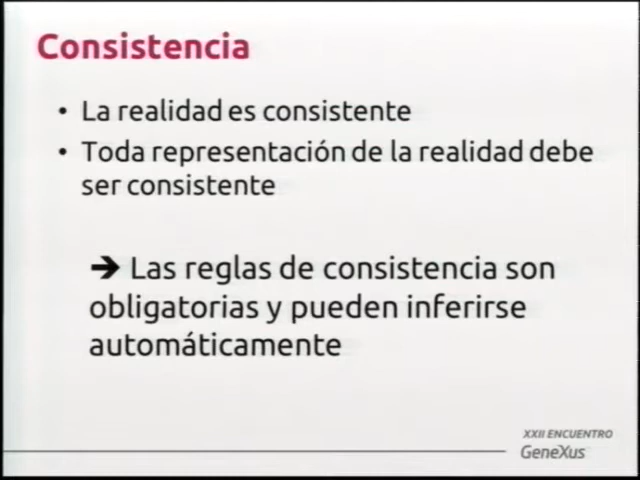 Consistencia
• La realidad es consistente
• Toda representación de la realidad debe
ser consistente
➔ Las reglas de consistencia son
obligatorias y pueden inferirse
automáticamente
XXII ENCUENTRO
GeneXus